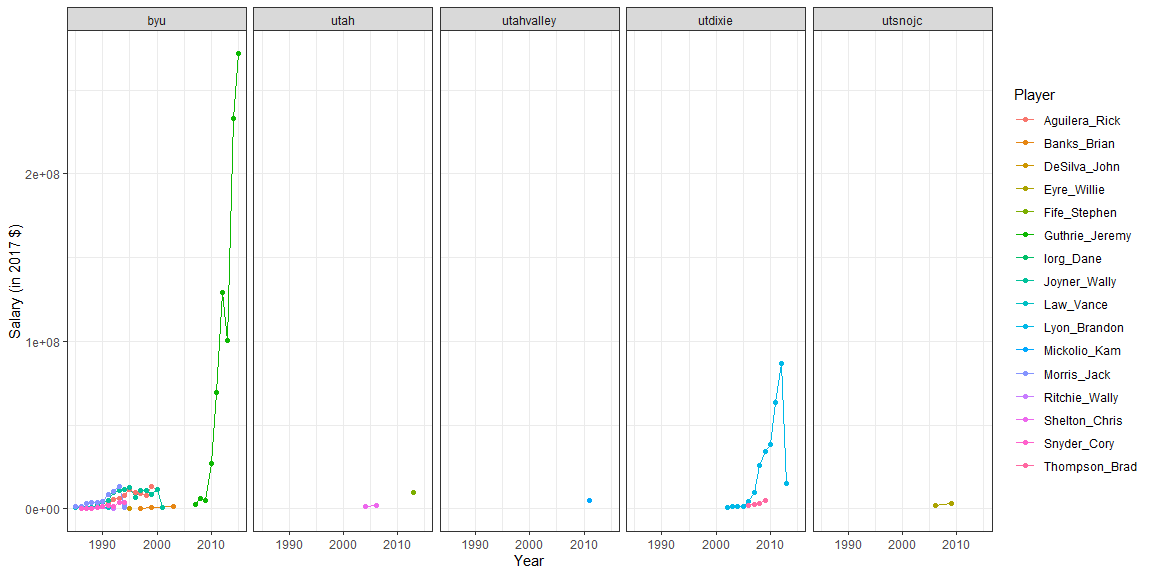 byu utah utahvalley utdixie utsnojc
Salary (in 2017 $)
2e+08
1e+08
0e+00
1990 2000 2010 1990 2000 2010 1990 2000 2010 1990 2000 2010 1990 2000 2010
Year
Player
Aguilera_Rick
Banks_Brian
DeSilva_John
Eyre_Willie
Fife_Stephen
Guthrie_Jeremy
Iorg_Dane
Joyner_Wally
Law_Vance
Lyon_Brandon
Mickolio_Kam
Morris_Jack
Ritchie_Wally
Shelton_Chris
Snyder_Cory
Thompson_Brad